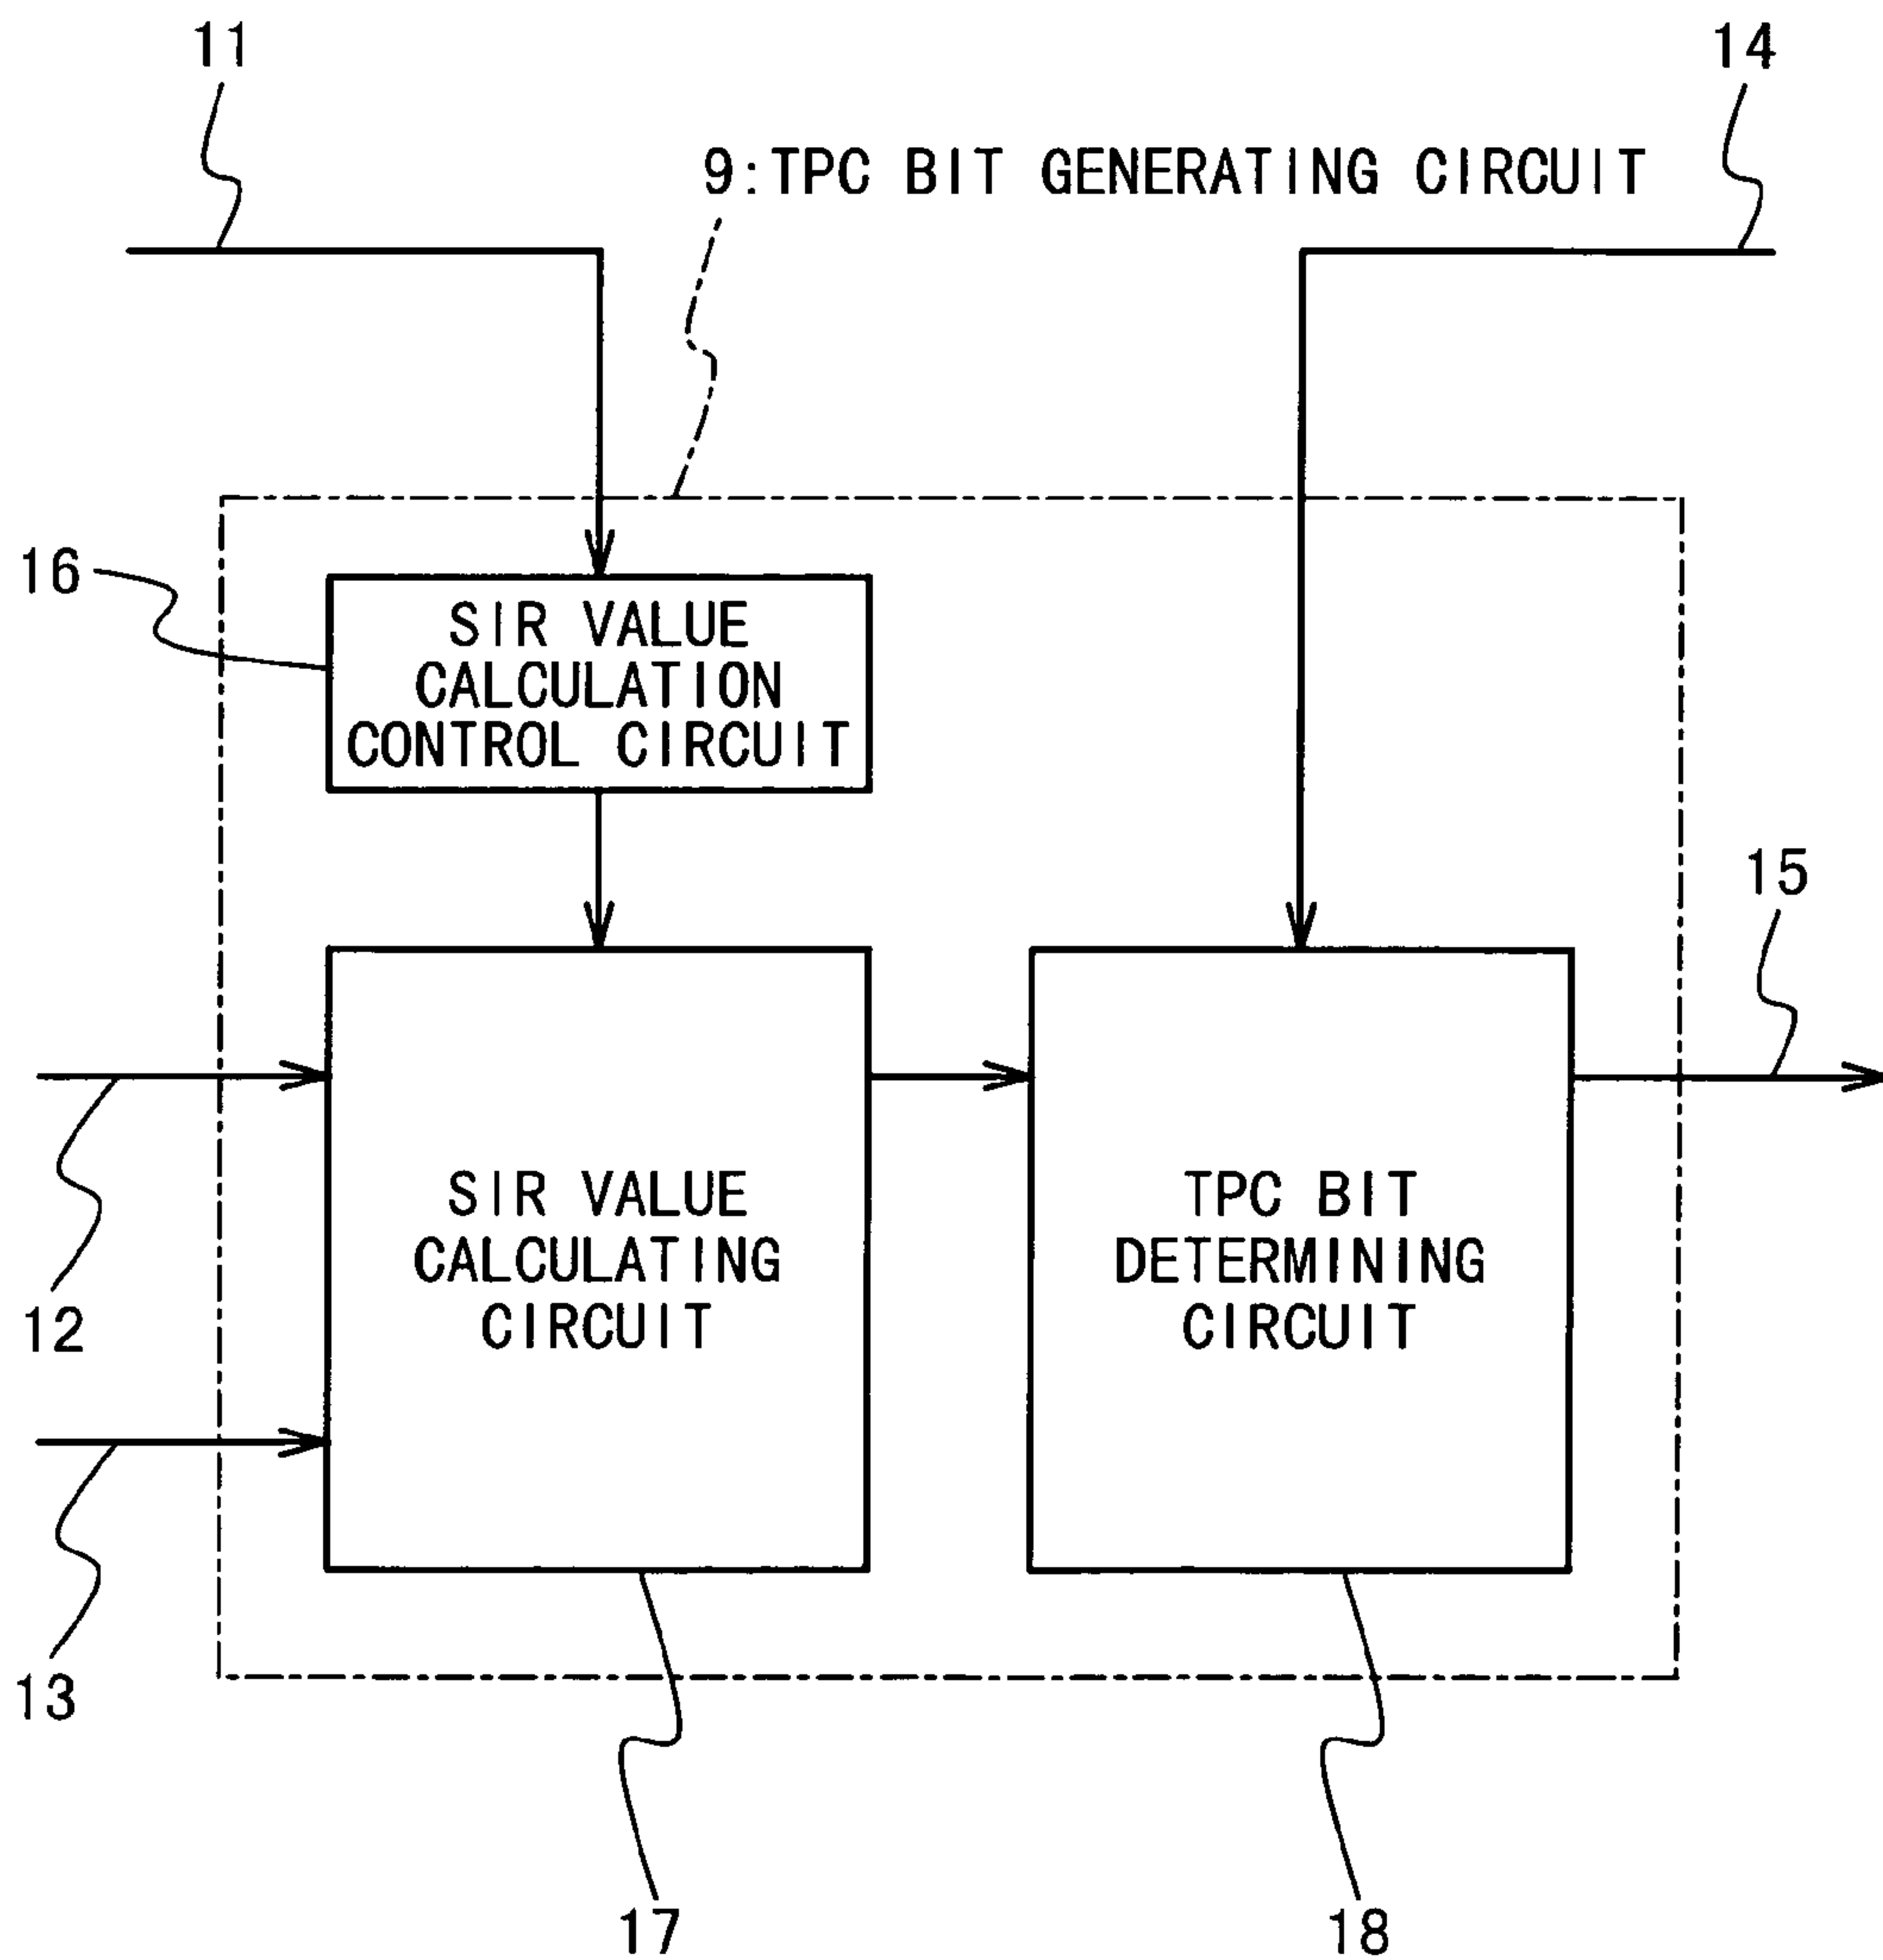 11
14
9:TPC BIT GENERATING CIRCUIT
16
SIR VALUE
CALCULATION
CONTROL CIRCUIT
15
SIR VALUE
CALCULATING
CIRCUIT
TPC BIT
DETERMINING
CIRCUIT
12
13
17
18